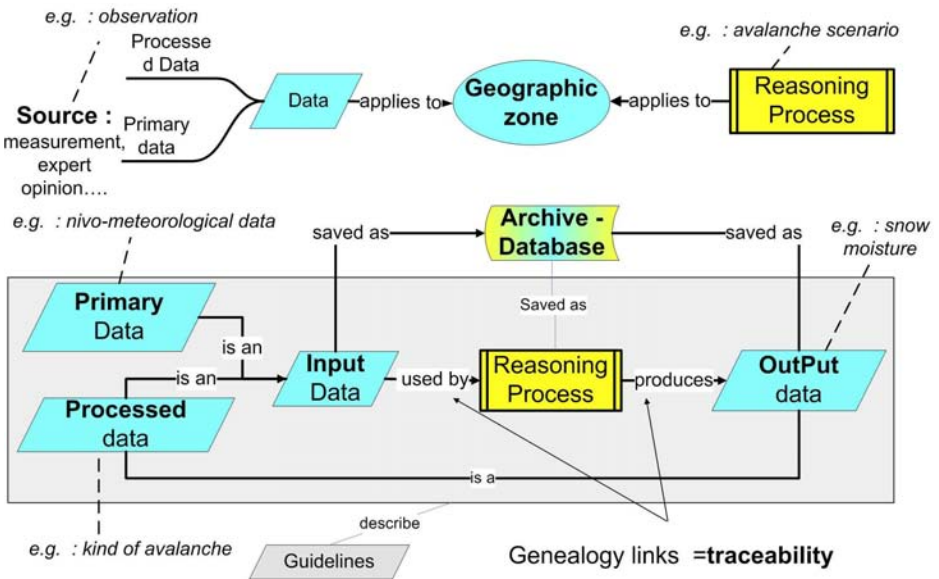 e.g. : observation
Processe
d Data
Source :
measurement,
expert
opinion....
Primary
data
Data
applies to
Geographic
zone
applies to
e.g. : avalanche scenario
Reasoning
Process
e.g. : nivo-meteorological data
saved as
Archive -
Database
saved as
e.g. : snow
moisture
Primary
Data
is an
Saved as
is an
Input
Data
used by
Reasoning
Process
produces
OutPut
data
Processed
data
is a
describe
e.g. : kind of avalanche
Guidelines
Genealogy links =traceability